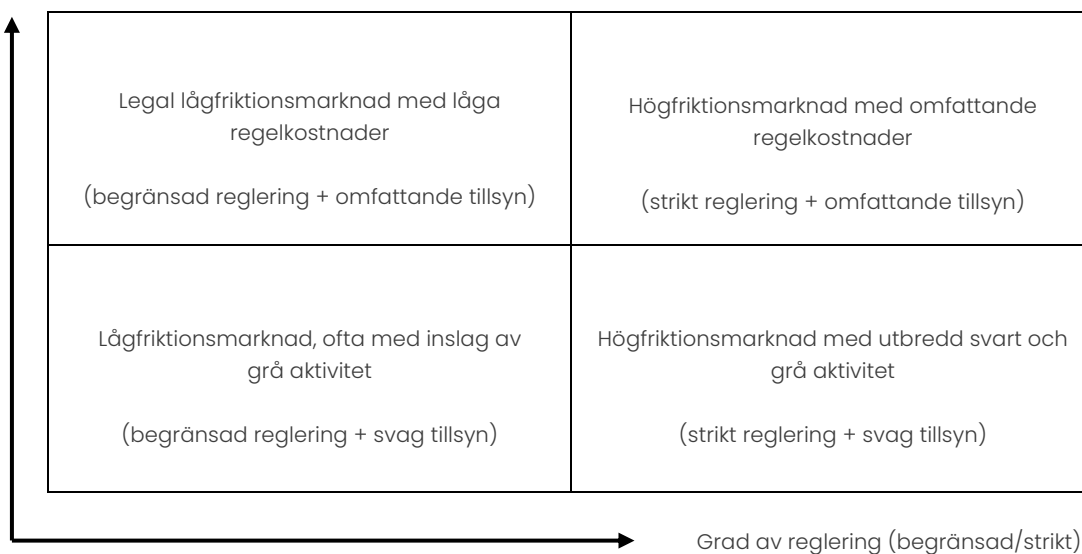 Legal lågfriktionsmarknad med låga
regelkostnader
(begränsad reglering + omfattande tillsyn)
Högfriktionsmarknad med omfattande
regelkostnader
(strikt reglering + omfattande tillsyn)
Lågfriktionsmarknad, ofta med inslag av
grå aktivitet
(begränsad reglering + svag tillsyn)
Högfriktionsmarknad med utbredd svart och
grå aktivitet
(strikt reglering + svag tillsyn)
Grad av reglering (begränsad/strikt)